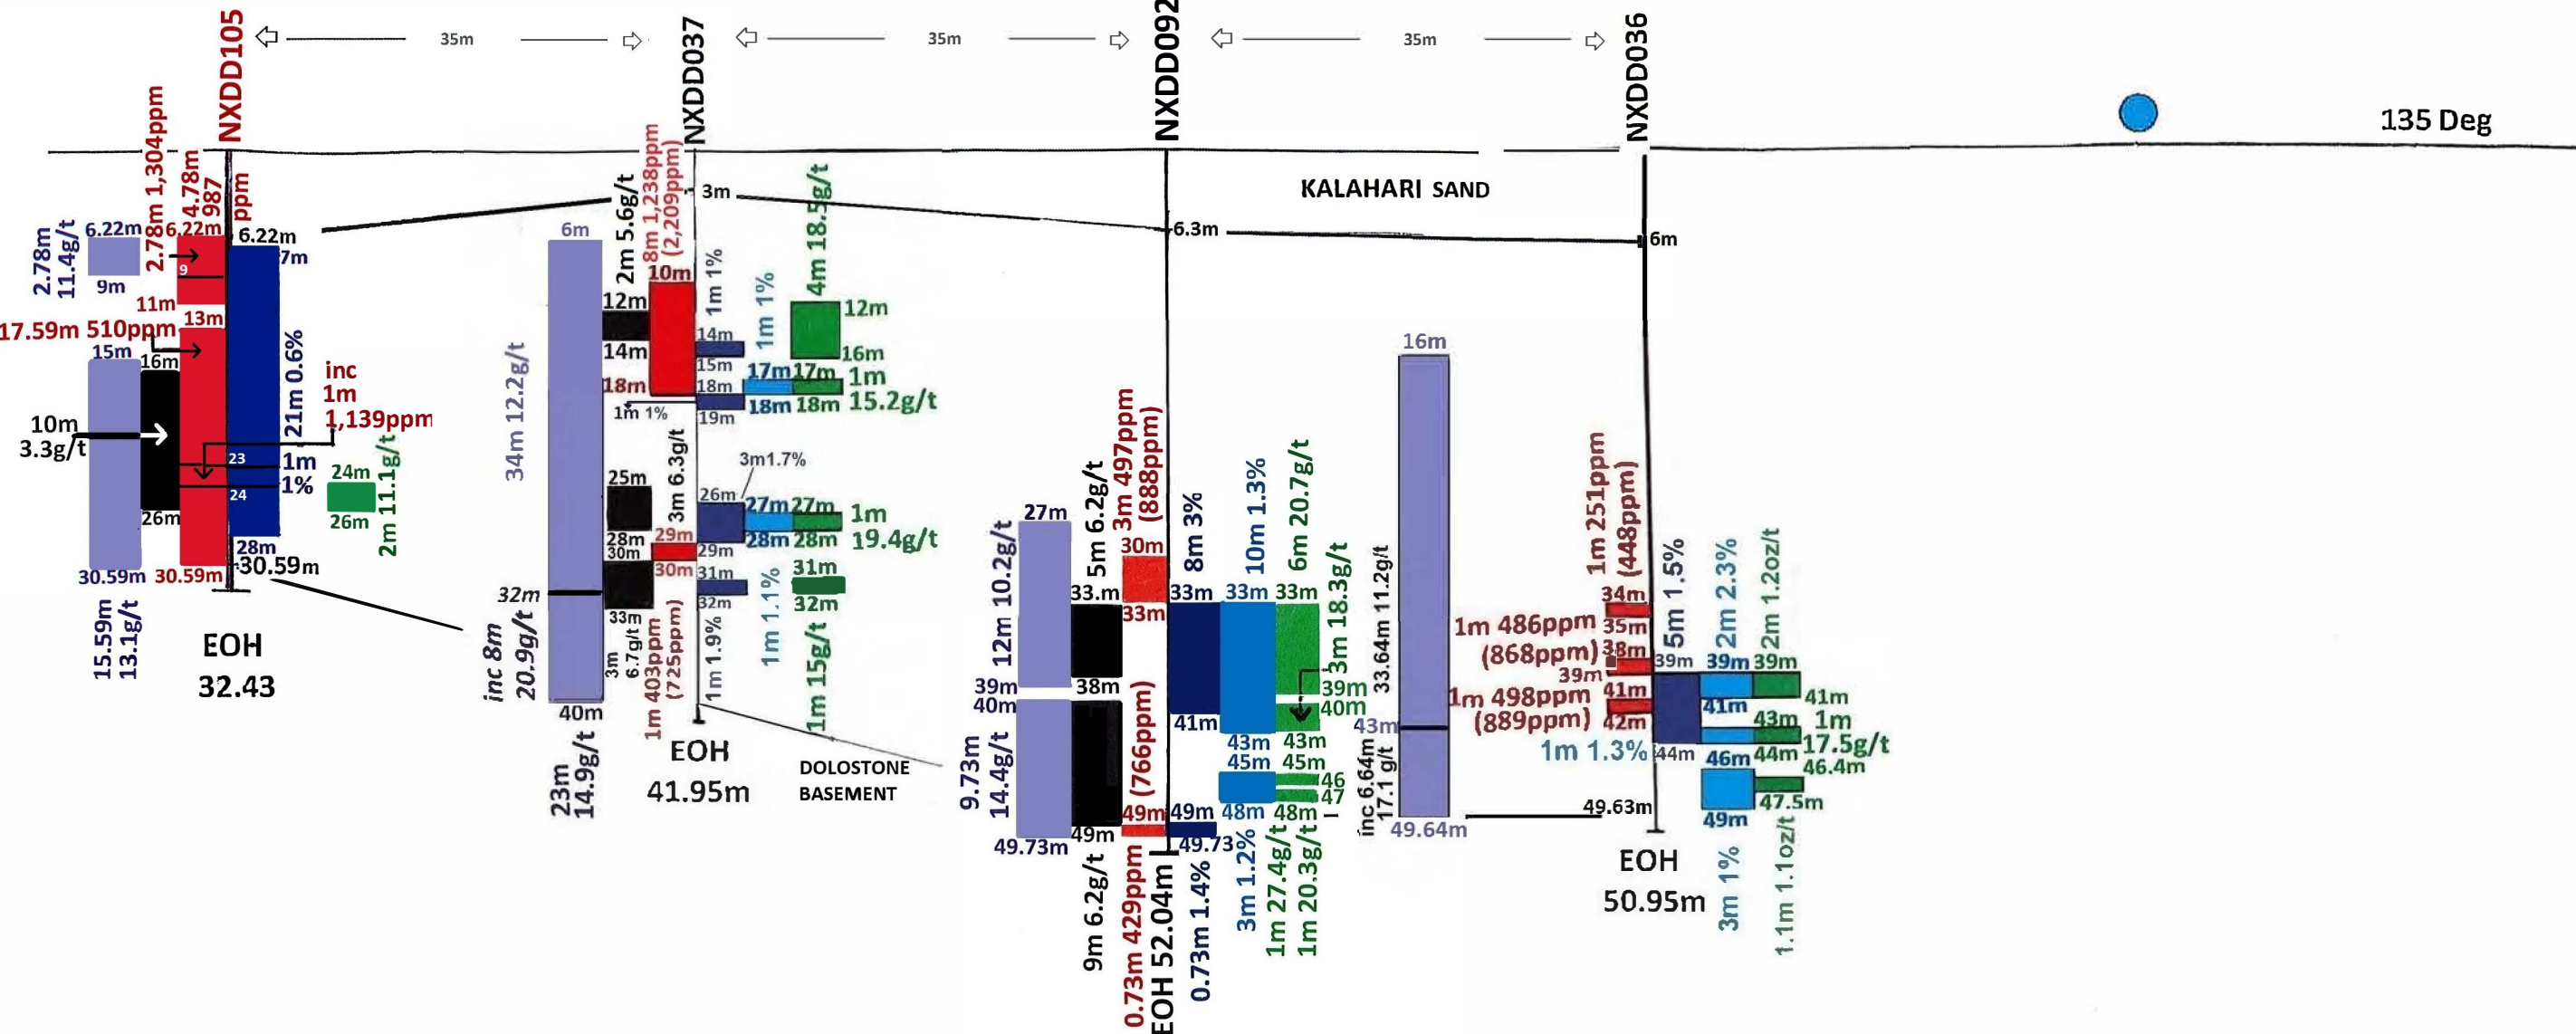 NXDD105
35m
NXDD037
35m
NXDD092
35m
NXDD036
135 Deg
KALAHARI SAND
2.78m
11.4g/t
6.22m
9m
2.78m 1,304ppm
4.78m
987
ppm
6.22m
9
11m
6.22m
7m
17.59m 510ppm
13m
15m
16m
10m
3.3g/t
26m
21m 0.6%
inc
1m
1,139ppm
23
1m
24
1%
24m
26m
2m 11.1g/t
28m
30.59m
30.59m
30.59m
15.59m
13.1g/t
EOH
32.43
3m
6m
34m 12.2g/t
2m 5.6g/t
8m 1,238ppm
(2,209ppm)
10m
12m
14m
18m
1m 1%
14m
15m
1m 1%
4m 18.5g/t
12m
16m
17m
17m
1m
18m
18m
18m
15.2g/t
19m
1m 1%
3m 6.3g/t
3m1.7%
25m
28m
26m
27m
27m
1m
28m
28m
19.4g/t
29m
29m
30m
30m
31m
31m
32m
32m
33m
32m
inc 8m
20.9g/t
3m
6.7g/t
1m 403ppm
(725ppm)
1m 1.9%
1m 1.1%
1m 15g/t
40m
23m
14.9g/t
EOH
41.95m
DOLOSTONE
BASEMENT
6.3m
27m
12m 10.2g/t
5m 6.2g/t
3m 497ppm
(888ppm)
30m
33.m
33m
33m
8m 3%
10m 1.3%
33m
6m 20.7g/t
33m
3m 18.3g/t
39m
38m
40m
41m
39m
40m
43m
43m
45m
45m
46
47
48m
48m
9.73m
14.4g/t
(766ppm)
49m
49m
49m
49.73m
49.73
9m 6.2g/t
0.73m 429ppm
EOH 52.04m
0.73m 1.4%
3m 1.2%
1m 27.4g/t
1m 20.3g/t
6m
16m
33.64m 11.2g/t
43m
inc 6.64m
17.1 g/t
49.64m
1m 251ppm
(448ppm)
34m
35m
1m 486ppm
(868ppm)
38m
39m
1m 498ppm
(889ppm)
41m
42m
1m 1.3%
5m 1.5%
2m 2.3%
2m 1.2oz/t
39m
39m
39m
41m
41m
43m
1m
44m
44m
17.5g/t
46m
46.4m
47.5m
49m
49.63m
3m 1%
1.1m 1.1oz/t
EOH
50.95m